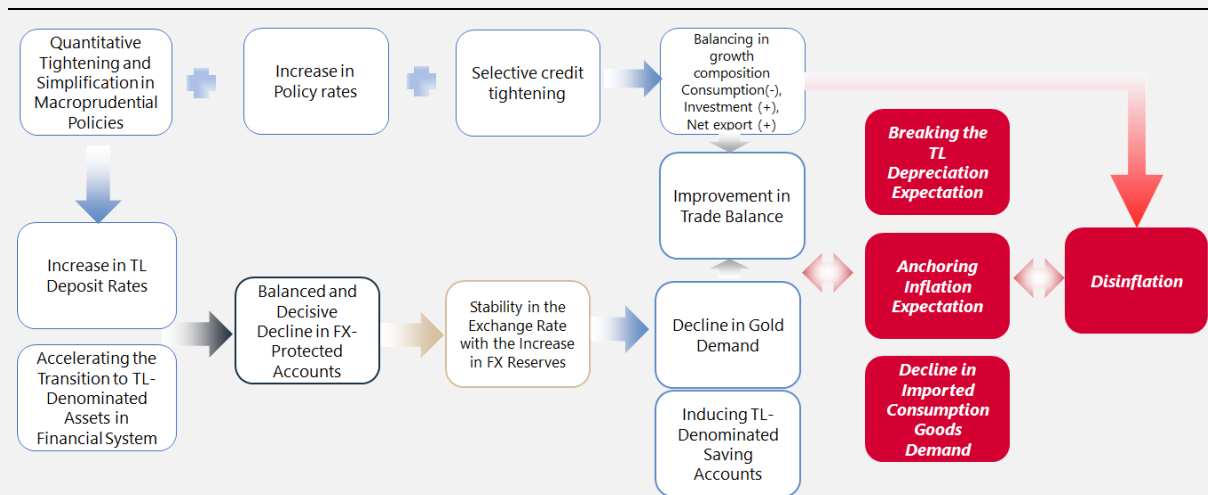 Quantitative
Tightening and
Simplification in
Macroprudential
Policies
Increase in
Policy rates
Selective credit
tightening
Balancing in
growth
composition
Consumption(-),
Investment (+),
Net export (+)
Breaking the
TL
Depreciation
Expectation
Improvement in
Trade Balance
Increase in TL
Deposit Rates
Balanced and
Decisive
Decline in FX-
Protected
Accounts
Stability in the
Exchange Rate
with the Increase
in FX Reserves
Decline in Gold
Demand
Anchoring
Inflation
Expectation
Disinflation
Accelerating the
Transition to TL-
Denominated
Assets in
Financial System
Inducing TL-
Denominated
Saving
Accounts
Decline in
Imported
Consumption
Goods
Demand